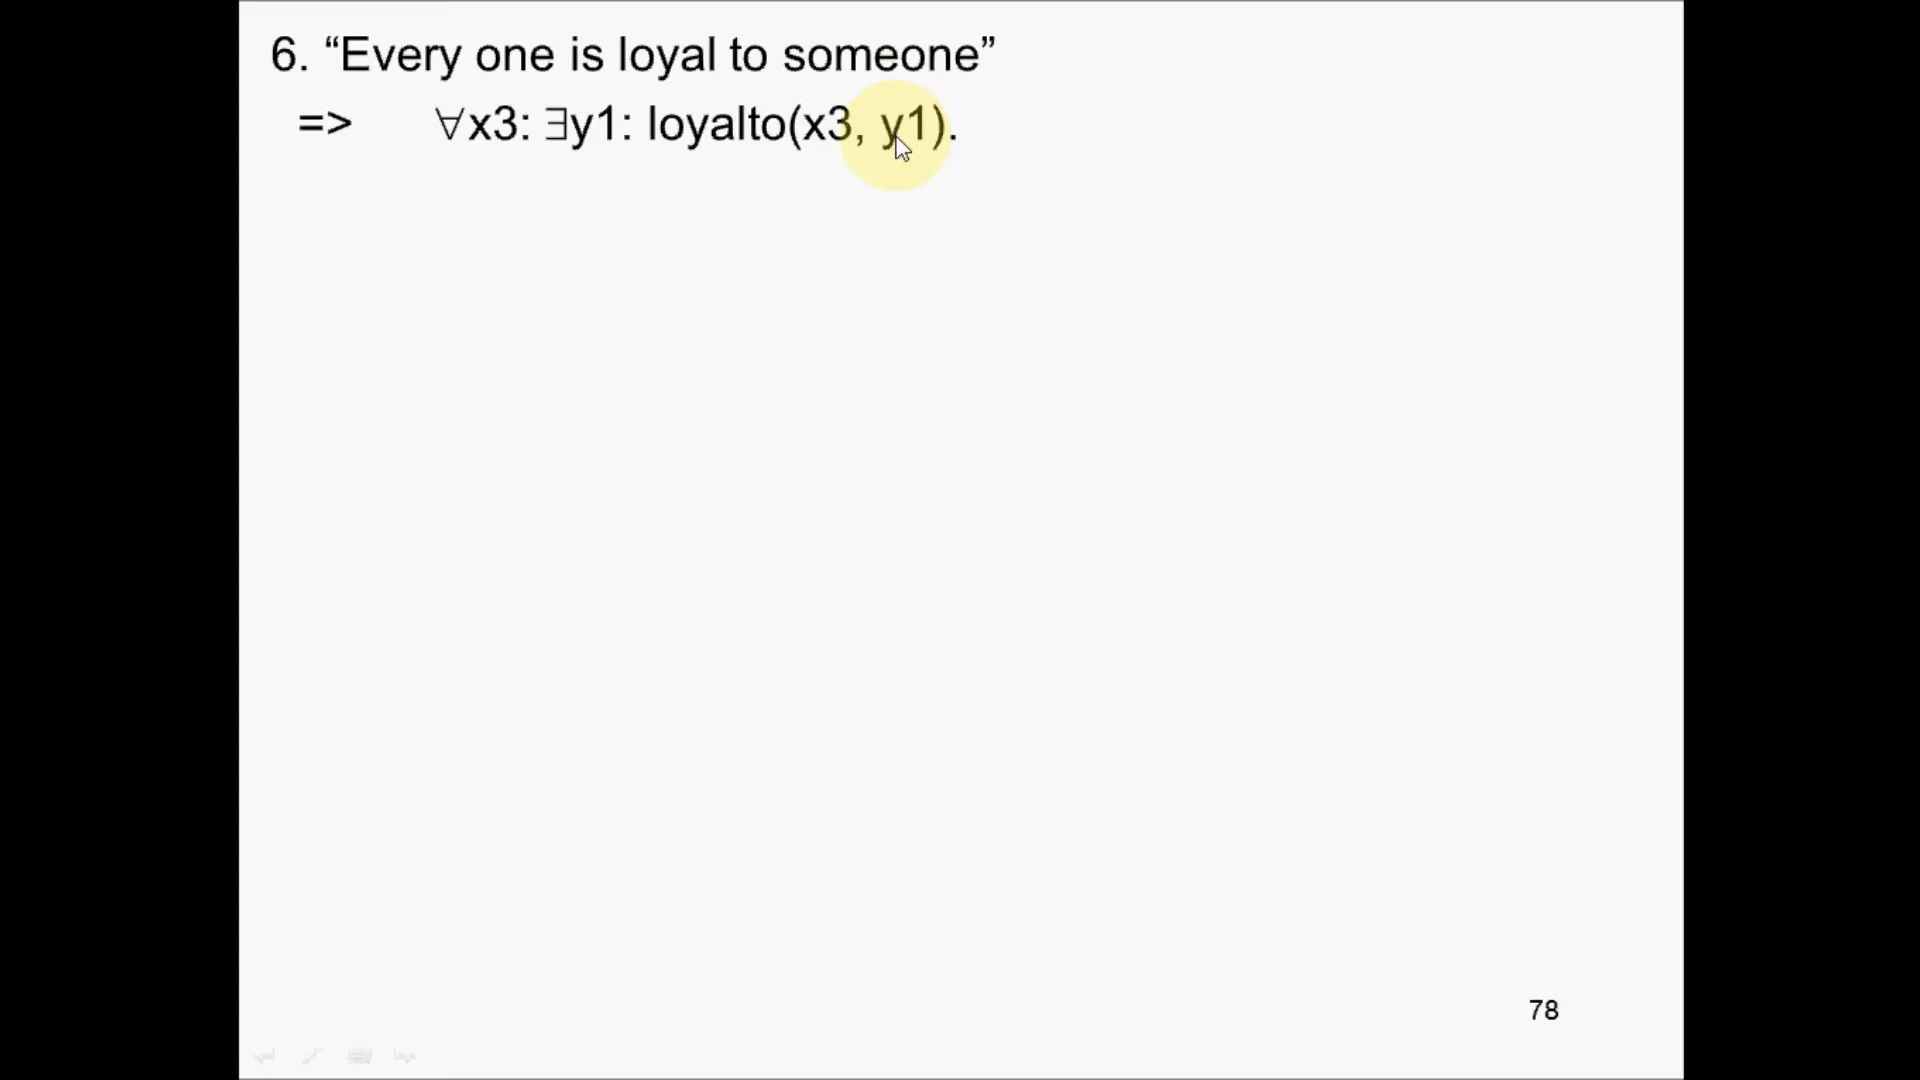 6. “Every one is loyal to someone”
=> ∀x3: ∃y1: loyalto(x3, y1).
78